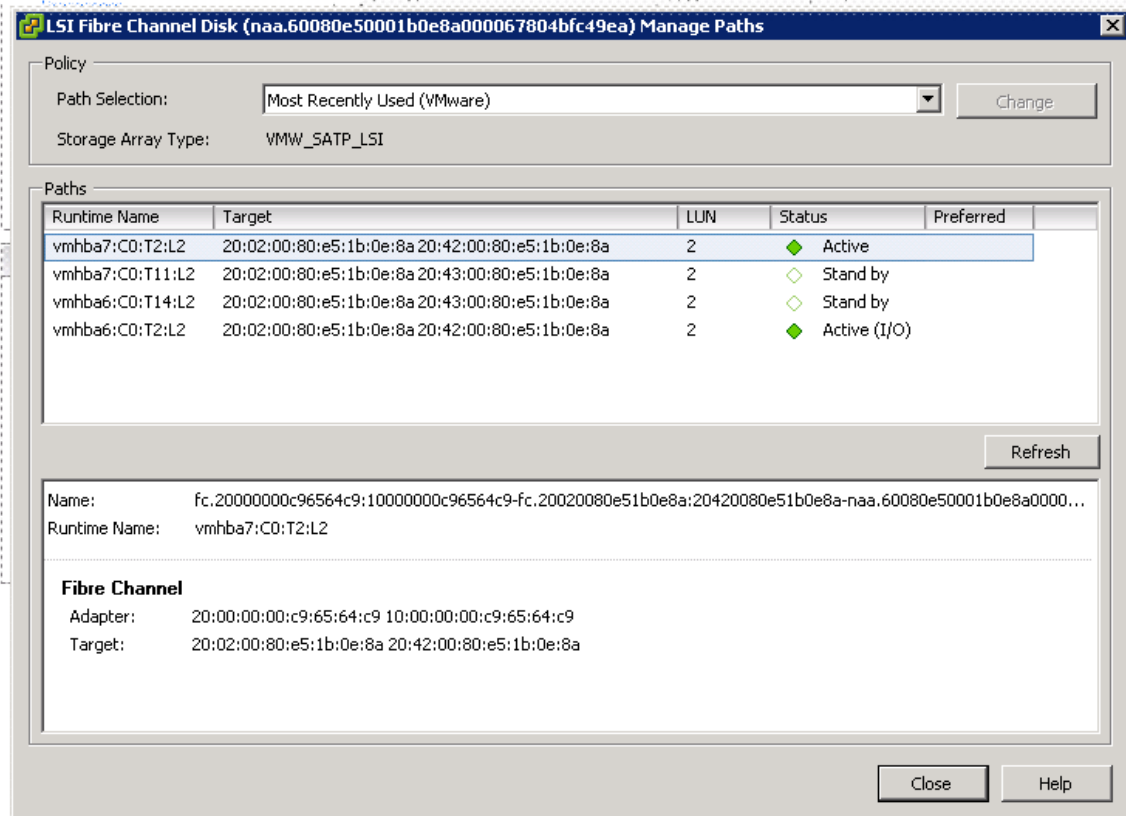 LSI Fibre Channel Disk (naa.60080e50001b0e8a000067804bfc49ea) Manage Paths
Policy
Path Selection: Most Recently Used (VMware) Change
Storage Array Type: VMW_SATP_LSI
Paths
Runtime Name Target LUN Status Preferred
vmhba7:C0:T2:L2 20:02:00:80:e5:1b:0e:8a 20:42:00:80:e5:1b:0e:8a 2 Active
vmhba7:C0:T11:L2 20:02:00:80:e5:1b:0e:8a 20:43:00:80:e5:1b:0e:8a 2 Stand by
vmhba6:C0:T14:L2 20:02:00:80:e5:1b:0e:8a 20:43:00:80:e5:1b:0e:8a 2 Stand by
vmhba6:C0:T2:L2 20:02:00:80:e5:1b:0e:8a 20:42:00:80:e5:1b:0e:8a 2 Active (I/O)
Refresh
Name: fc.20000000c96564c9:10000000c96564c9-fc.20020080e51b0e8a:20420080e51b0e8a-naa.60080e50001b0e8a0000...
Runtime Name: vmhba7:C0:T2:L2
Fibre Channel
Adapter: 20:00:00:00:c9:65:64:c9 10:00:00:00:c9:65:64:c9
Target: 20:02:00:80:e5:1b:0e:8a 20:42:00:80:e5:1b:0e:8a
Close Help